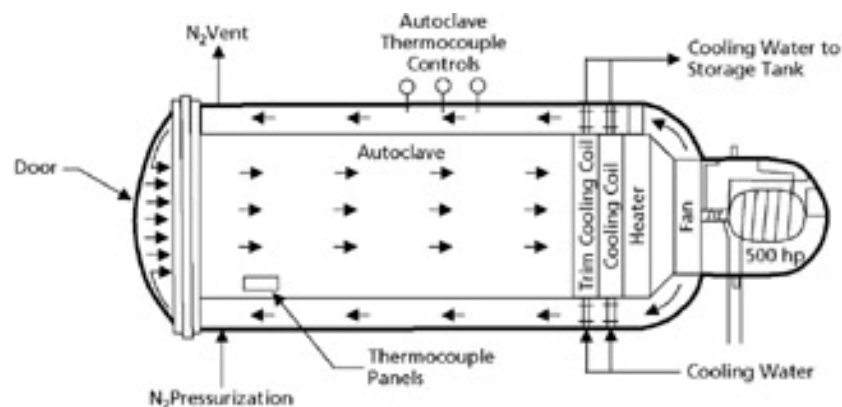 N₂Vent
Autoclave
Thermocouple
Controls
Cooling Water to
Storage Tank
Door
Autoclave
Trim Cooling Coil
Cooling Coil
Heater
Fan
500 hp
Thermocouple
Panels
Cooling Water
N₂Pressurization